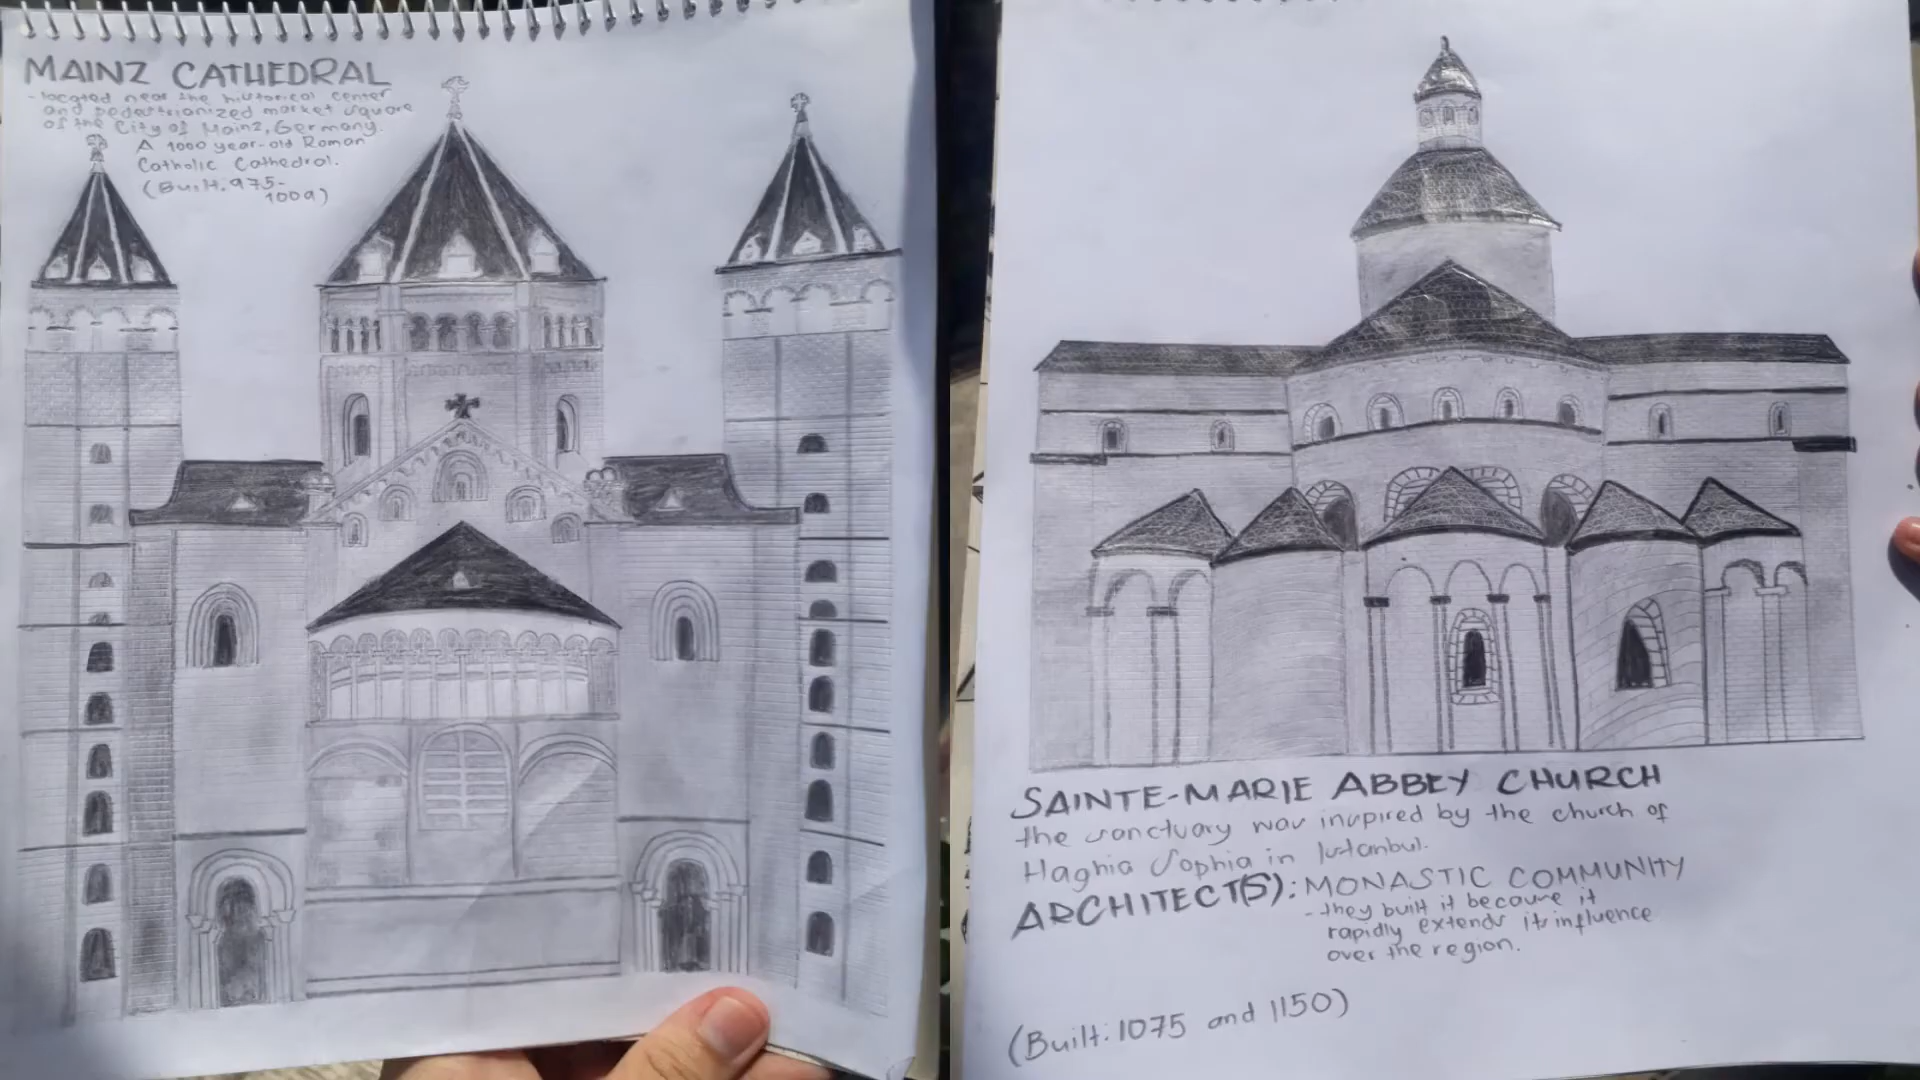 MAINZ CATHEDRAL
- located near the historical center
and pedestrianized market square
of the City of Mainz, Germany.
A 1000 year-old Roman
Catholic Cathedral.
(Built: 975-
1009)
SAINTE-MARIE ABBEY CHURCH
the sanctuary was inspired by the church of
Haghia Sophia in Istanbul.
ARCHITECT(S): MONASTIC COMMUNITY
- they built it because it
rapidly extends its influence
over the region.
(Built: 1075 and 1150)